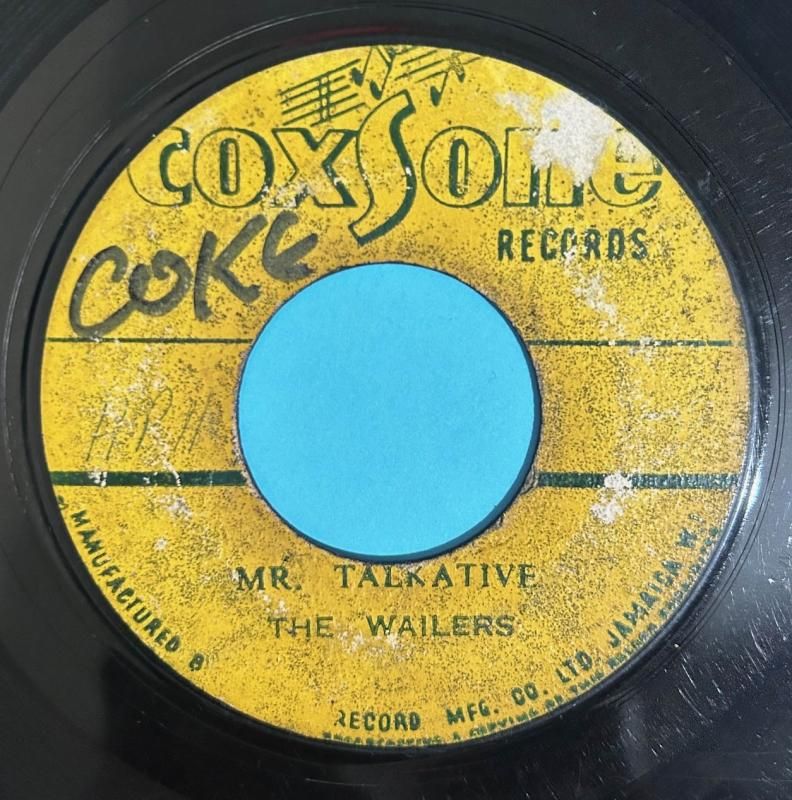 coxSone
RECORDS
COKE
MR. TALKATIVE
THE WAILERS
MANUFACTURED B
RECORD MFG. CO. LTD. JAMAICA W.I.